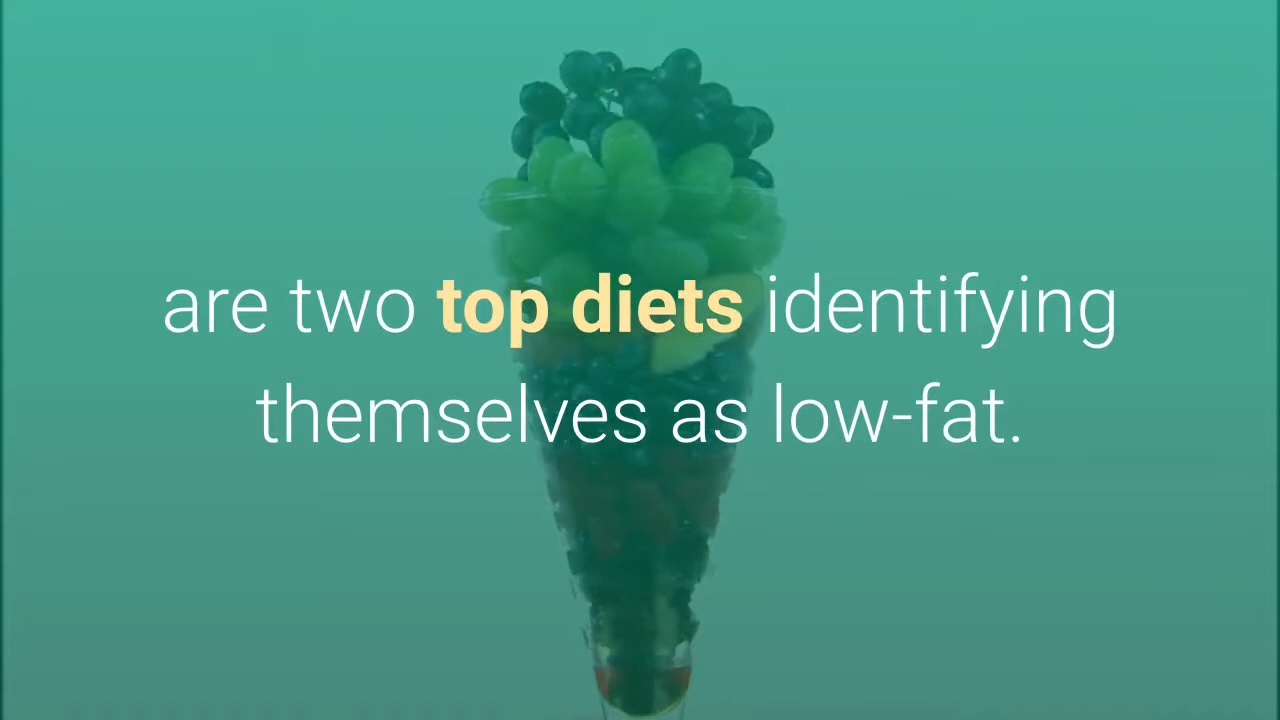 are two top diets identifying
themselves as low-fat.